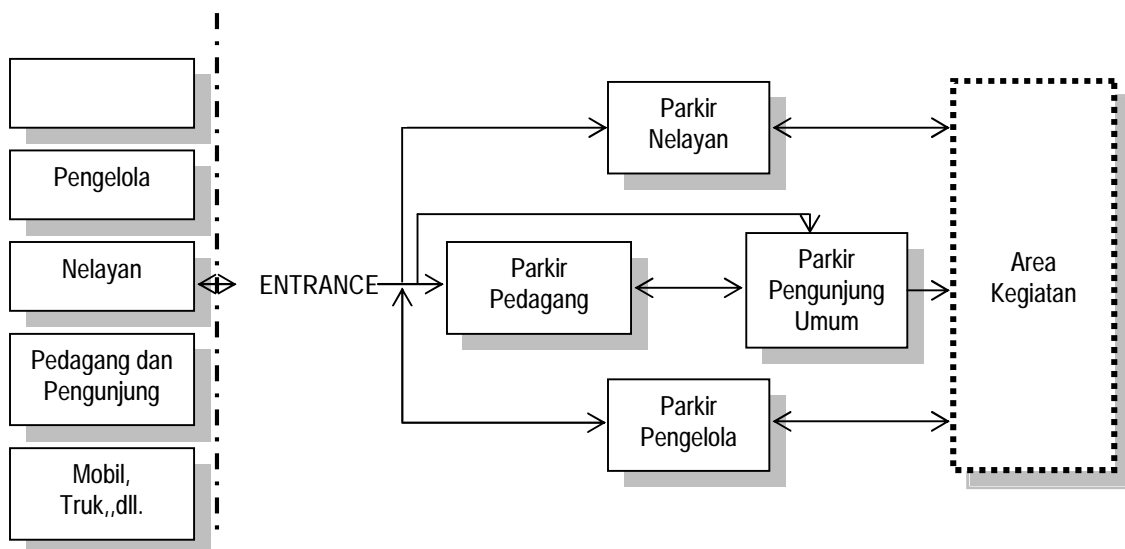 Pengelola
Nelayan
Pedagang dan
Pengunjung
Mobil,
Truk,,dll.
ENTRANCE
Parkir
Nelayan
Parkir
Pedagang
Parkir
Pengunjung
Umum
Parkir
Pengelola
Area
Kegiatan